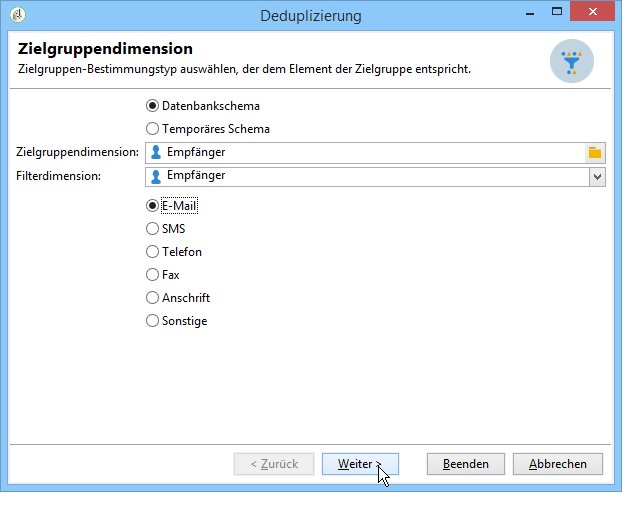 Deduplizierung
Zielgruppendimension
Zielgruppen-Bestimmungstyp auswählen, der dem Element der Zielgruppe entspricht.
Datenbankschema
Temporäres Schema
Zielgruppendimension: Empfänger
Filterdimension: Empfänger
E-Mail
SMS
Telefon
Fax
Anschrift
Sonstige
< Zurück Weiter > Beenden Abbrechen